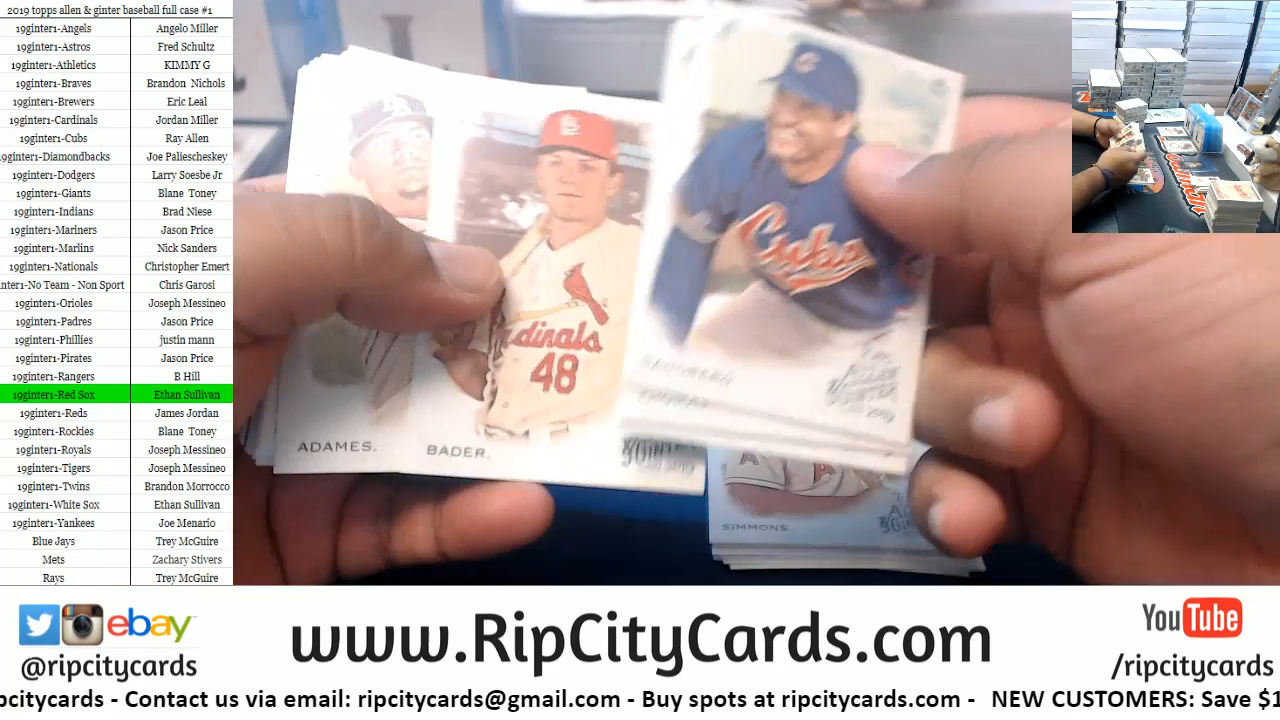 2019 topps allen & ginter baseball full case #1
19ginter1-Angels Angelo Miller
19ginter1-Astros Fred Schultz
19ginter1-Athletics KIMMY G
19ginter1-Braves Brandon Nichols
19ginter1-Brewers Eric Leal
19ginter1-Cardinals Jordan Miller
19ginter1-Cubs Ray Allen
9ginter1-Diamondbacks Joe Paliescheskey
19ginter1-Dodgers Larry Soesbe Jr
19ginter1-Giants Blane Toney
19ginter1-Indians Brad Niese
19ginter1-Mariners Jason Price
19ginter1-Marlins Nick Sanders
19ginter1-Nationals Christopher Emert
nter1-No Team - Non Sport Chris Garosi
19ginter1-Orioles Joseph Messineo
19ginter1-Padres Jason Price
19ginter1-Phillies justin mann
19ginter1-Pirates Jason Price
19ginter1-Rangers B Hill
19ginter1-Red Sox Ethan Sullivan
19ginter1-Reds James Jordan
19ginter1-Rockies Blane Toney
19ginter1-Royals Joseph Messineo
19ginter1-Tigers Joseph Messineo
19ginter1-Twins Brandon Morrocco
19ginter1-White Sox Ethan Sullivan
19ginter1-Yankees Joe Menario
Blue Jays Trey McGuire
Mets Zachary Stivers
Rays Trey McGuire
C
Cubs
dinals
48
ADAMES.
BADER.
SIMMONS
ebay
@ripcitycards
www.RipCityCards.com
YouTube
/ripcitycards
pcitycards - Contact us via email: ripcitycards@gmail.com - Buy spots at ripcitycards.com - NEW CUSTOMERS: Save $1